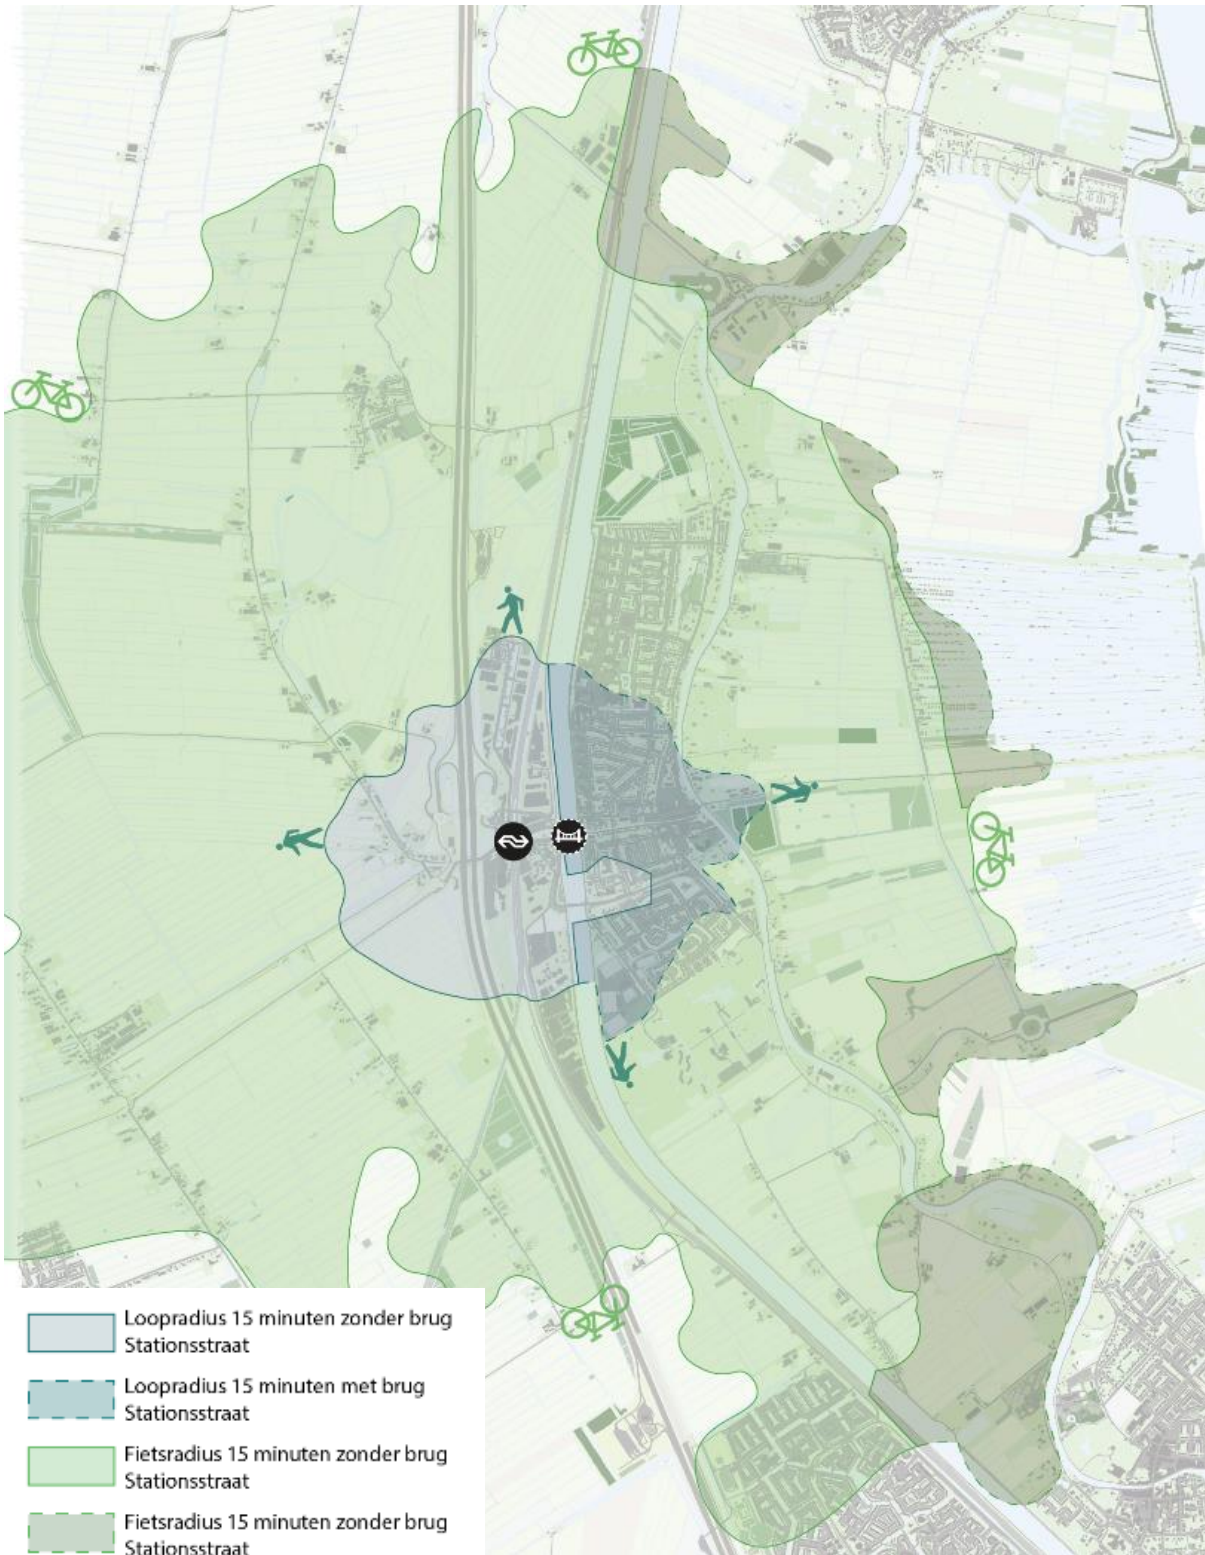 Loopradius 15 minuten zonder brug
Stationsstraat
Loopradius 15 minuten met brug
Stationsstraat
Fietsradius 15 minuten zonder brug
Stationsstraat
Fietsradius 15 minuten zonder brug
Stationsstraat